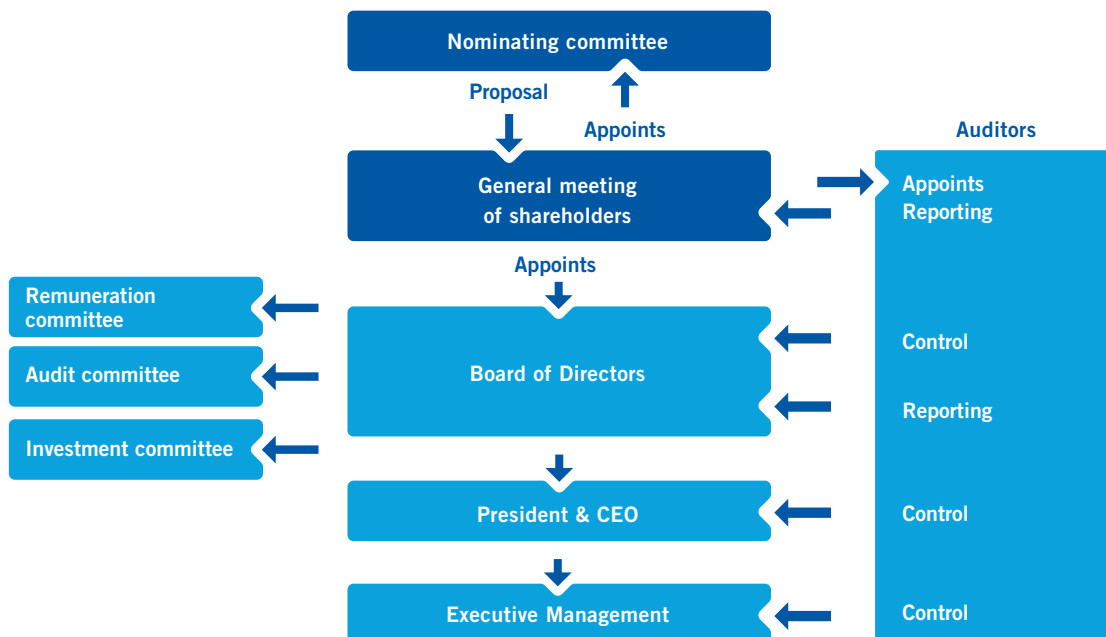 Nominating committee
Proposal
Appoints
Auditors
General meeting
of shareholders
Appoints
Reporting
Appoints
Remuneration
committee
Audit committee
Investment committee
Board of Directors
Control
Reporting
President & CEO
Control
Executive Management
Control